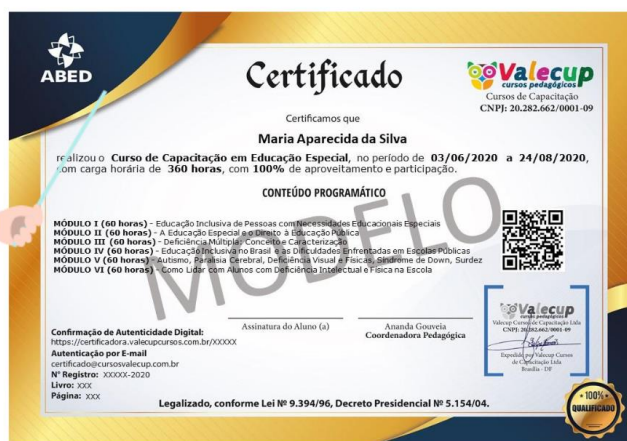 ABED
Certificado
Valecup
cursos pedagógicos
Cursos de Capacitação
CNPJ: 20.282.662/0001-09
Certificamos que
Maria Aparecida da Silva
realizou o Curso de Capacitação em Educação Especial, no período de 03/06/2020 a 24/08/2020,
com carga horária de 360 horas, com 100% de aproveitamento e participação.
CONTEÚDO PROGRAMÁTICO
MÓDULO I (60 horas) - Educação Inclusiva de Pessoas com Necessidades Educacionais Especiais
MÓDULO II (60 horas) - A Educação Especial e o Direito à Educação Pública
MÓDULO III (60 horas) - Deficiência Múltipla: Conceito e Caracterização
MÓDULO IV (60 horas) - Educação Inclusiva no Brasil e as Dificuldades Enfrentadas em Escolas Públicas
MÓDULO V (60 horas) - Autismo, Paralisia Cerebral, Deficiência Visual e Físicas, Síndrome de Down, Surdez
MÓDULO VI (60 horas) - Como Lidar com Alunos com Deficiência Intelectual e Física na Escola
MODELO
Assinatura do Aluno (a)
Ananda Gouveia
Coordenadora Pedagógica
Valecup
cursos pedagógicos
Valecup Cursos de Capacitação Ltda
CNPJ: 20.282.662/0001-09
Expedido por Valecup Cursos
de Capacitação Ltda
Brasília - DF
Confirmação de Autenticidade Digital:
https://certificadora.valecupcursos.com.br/XXXXX
Autenticação por E-mail
certificado@cursosvalecup.com.br
N° Registro: XXXXX-2020
Livro: XXX
Página: XXX
Legalizado, conforme Lei Nº 9.394/96, Decreto Presidencial Nº 5.154/04.
100%
QUALIFICADO